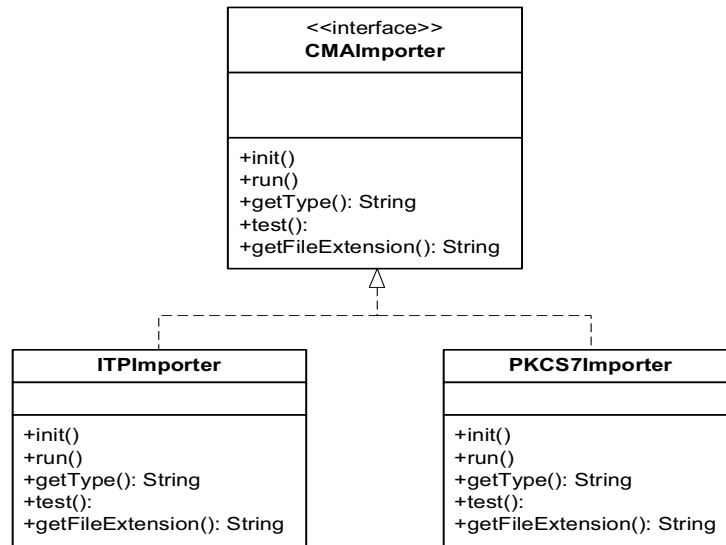 <<interface>>
CMAImporter
+init()
+run()
+getType(): String
+test():
+getFileExtension(): String
ITPImporter
+init()
+run()
+getType(): String
+test():
+getFileExtension(): String
PKCS7Importer
+init()
+run()
+getType(): String
+test():
+getFileExtension(): String